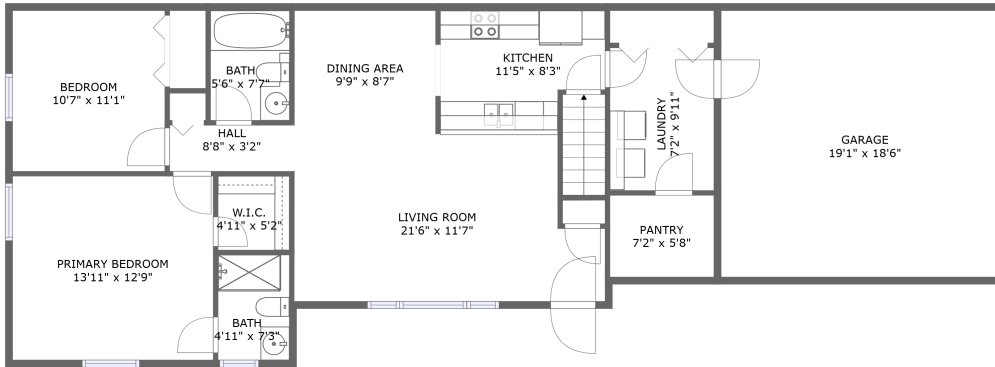 BEDROOM
10'7" x 11'1"
BATH
5'6" x 7'7"
HALL
8'8" x 3'2"
DINING AREA
9'9" x 8'7"
KITCHEN
11'5" x 8'3"
LAUNDRY
7'2" x 9'11"
GARAGE
19'1" x 18'6"
PRIMARY BEDROOM
13'11" x 12'9"
W.I.C.
4'11" x 5'2"
LIVING ROOM
21'6" x 11'7"
PANTRY
7'2" x 5'8"
BATH
4'11" x 7'3"